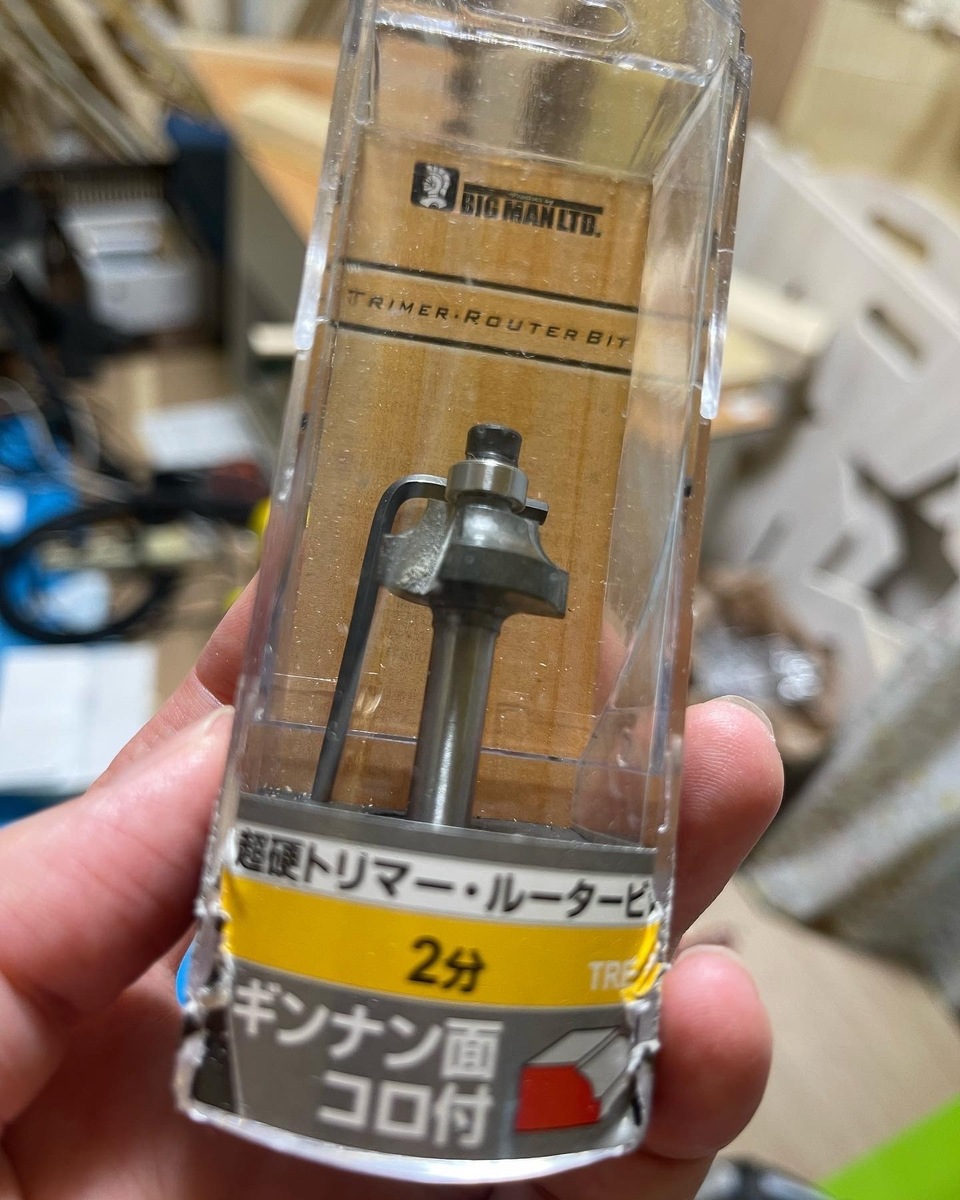 BIG MAN LTD.
TRIMER·ROUTER BIT
超硬トリマー・ルータービ
2分
TRE
ギンナン面
コロ付